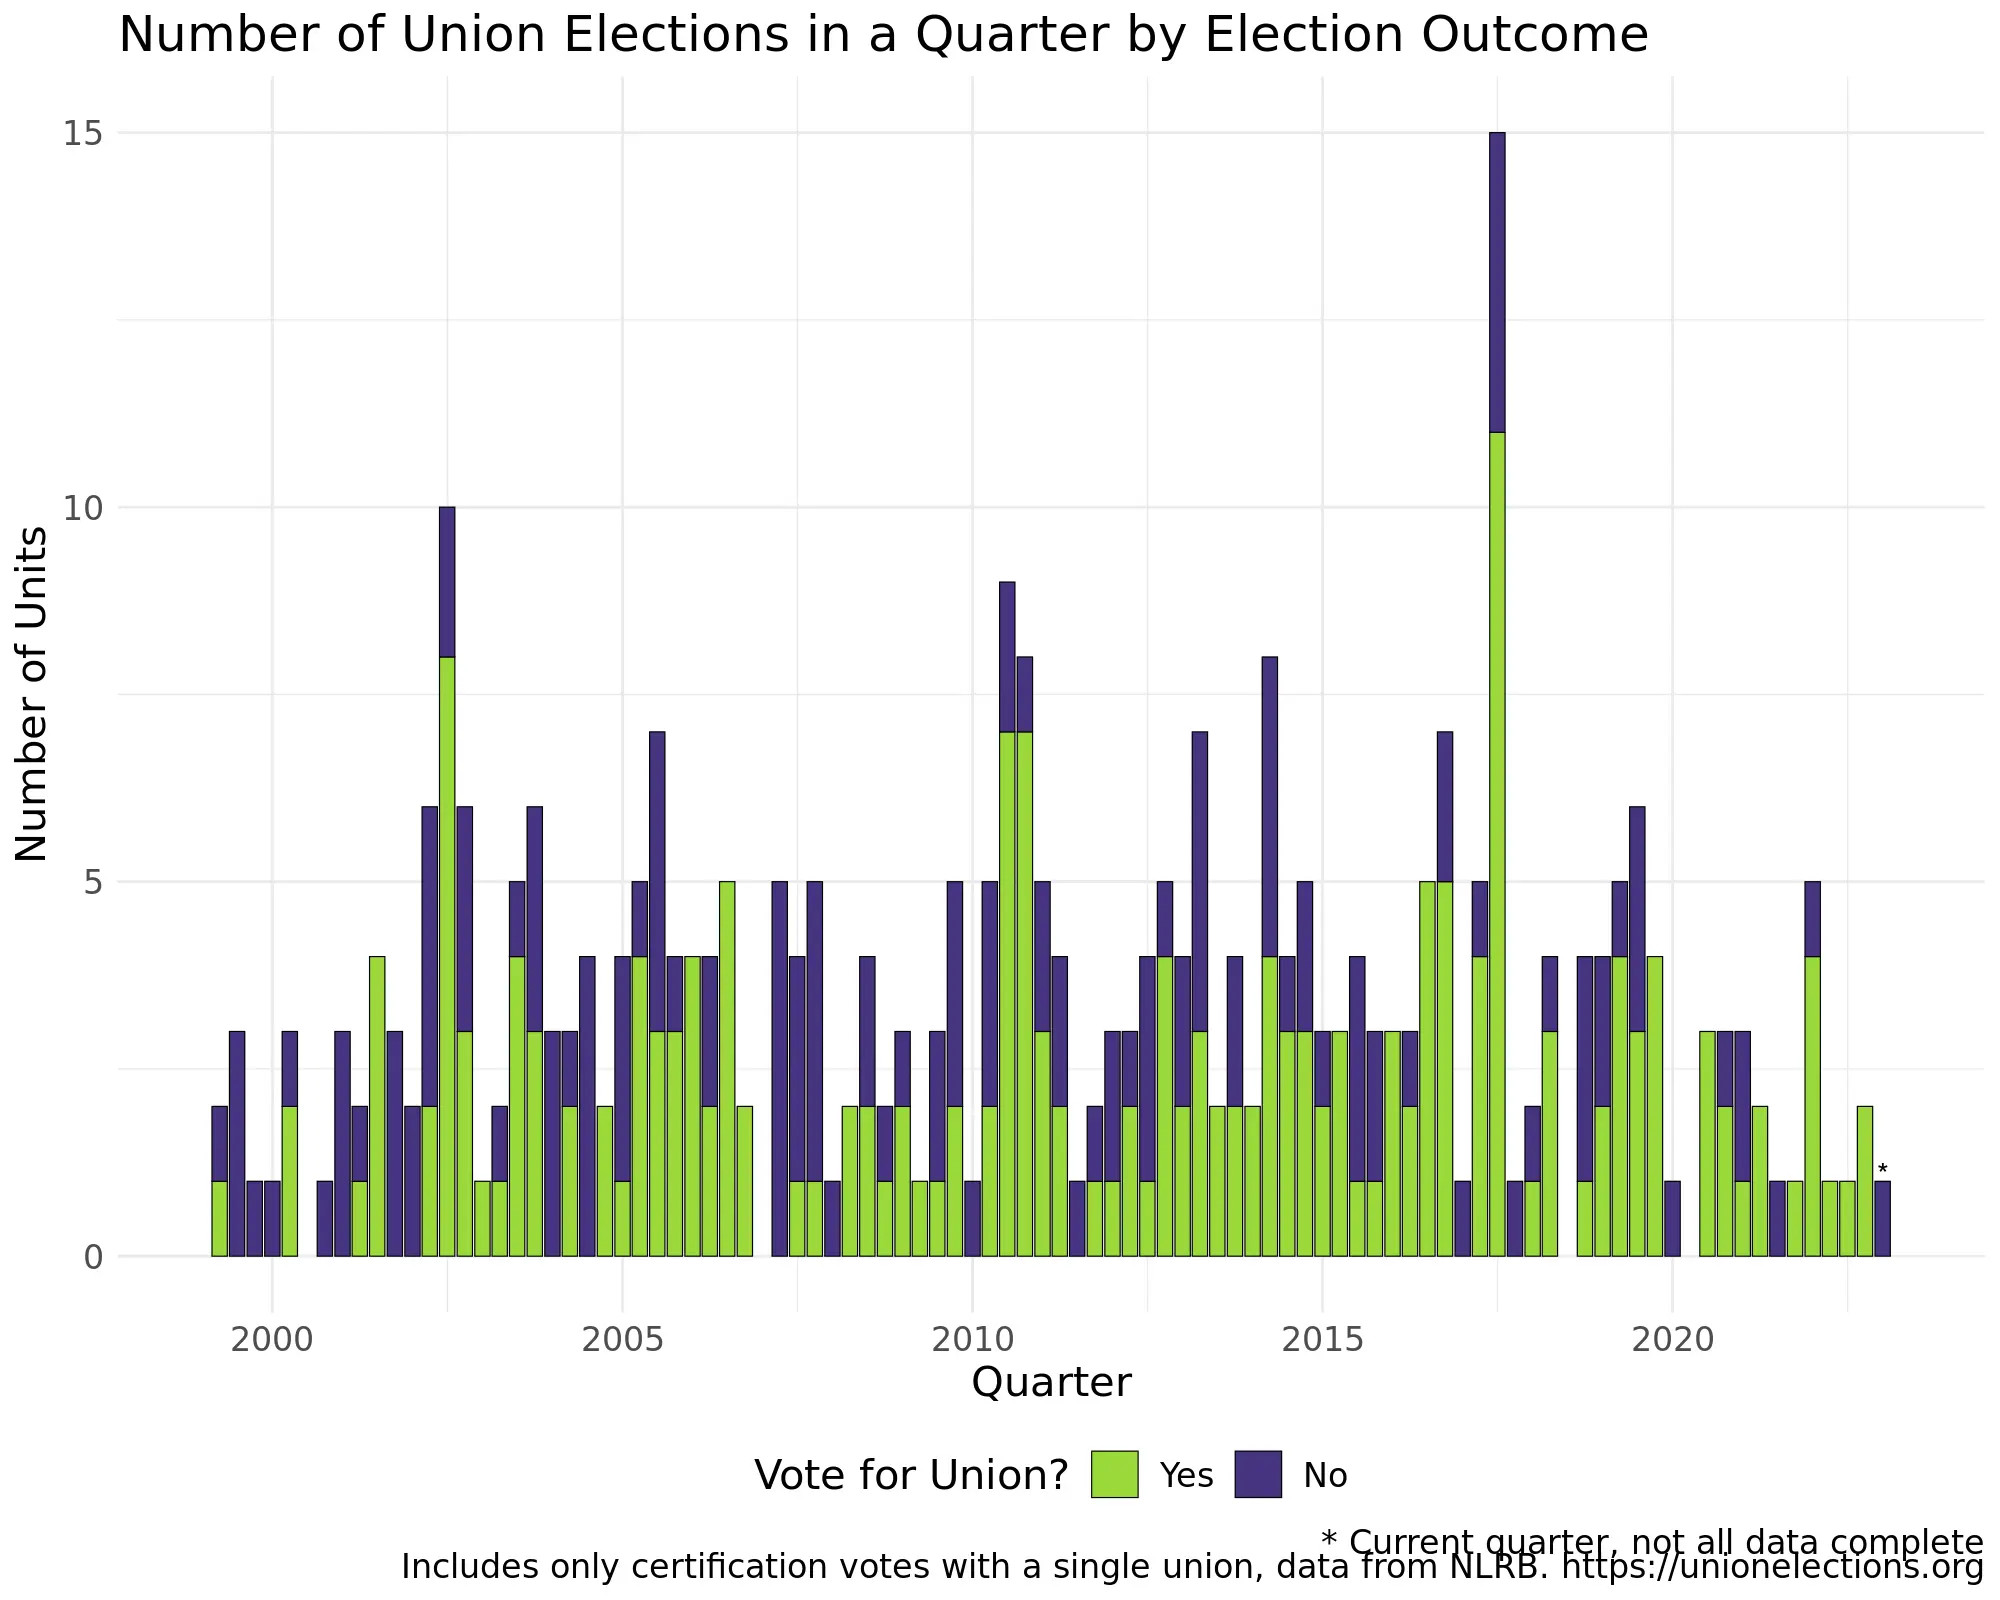 Number of Union Elections in a Quarter by Election Outcome
15
10
5
0
Number of Units
*
2000 2005 2010 2015 2020
Quarter
Vote for Union? Yes No
* Current quarter, not all data complete
Includes only certification votes with a single union, data from NLRB. https://unionelections.org